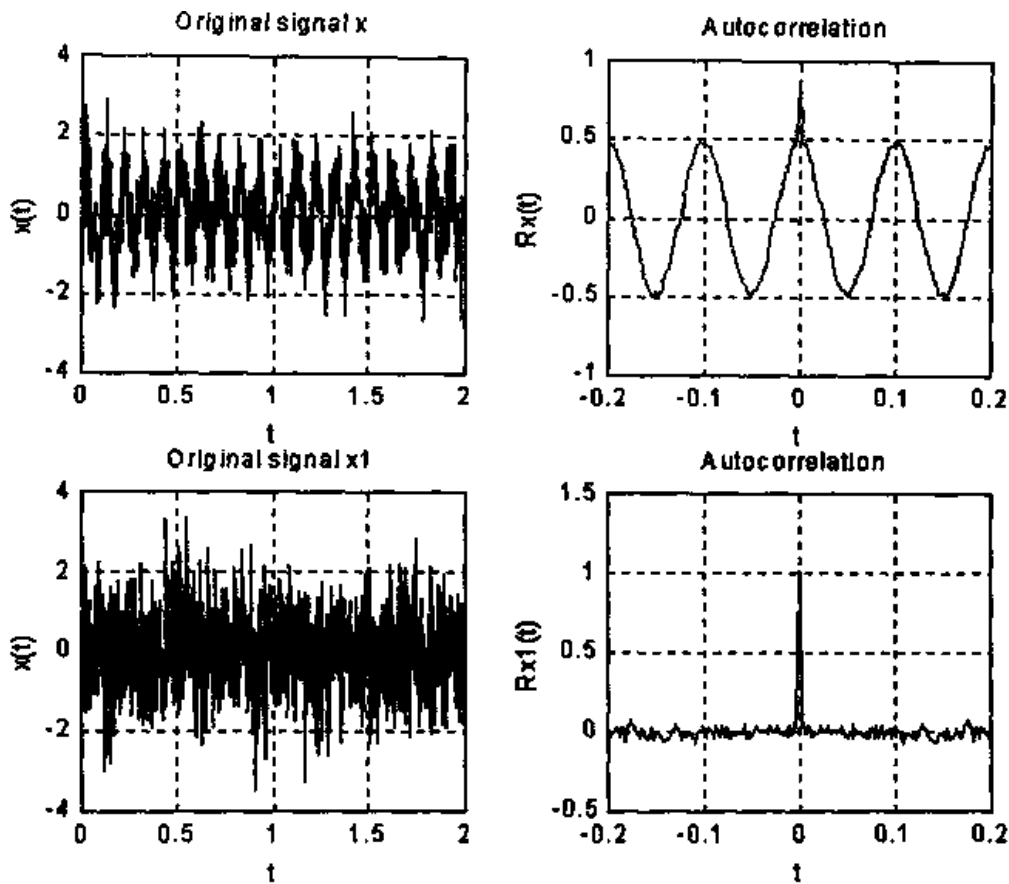 Original signal x
4
2
0
-2
-4
x(t)
0 0.5 1 1.5 2
t
Autocorrelation
1
0.5
0
-0.5
-1
Rx(t)
-0.2 -0.1 0 0.1 0.2
t
Original signal x1
4
2
0
-2
-4
x(t)
0 0.5 1 1.5 2
t
Autocorrelation
1.5
1
0.5
0
-0.5
Rx1(t)
-0.2 -0.1 0 0.1 0.2
t